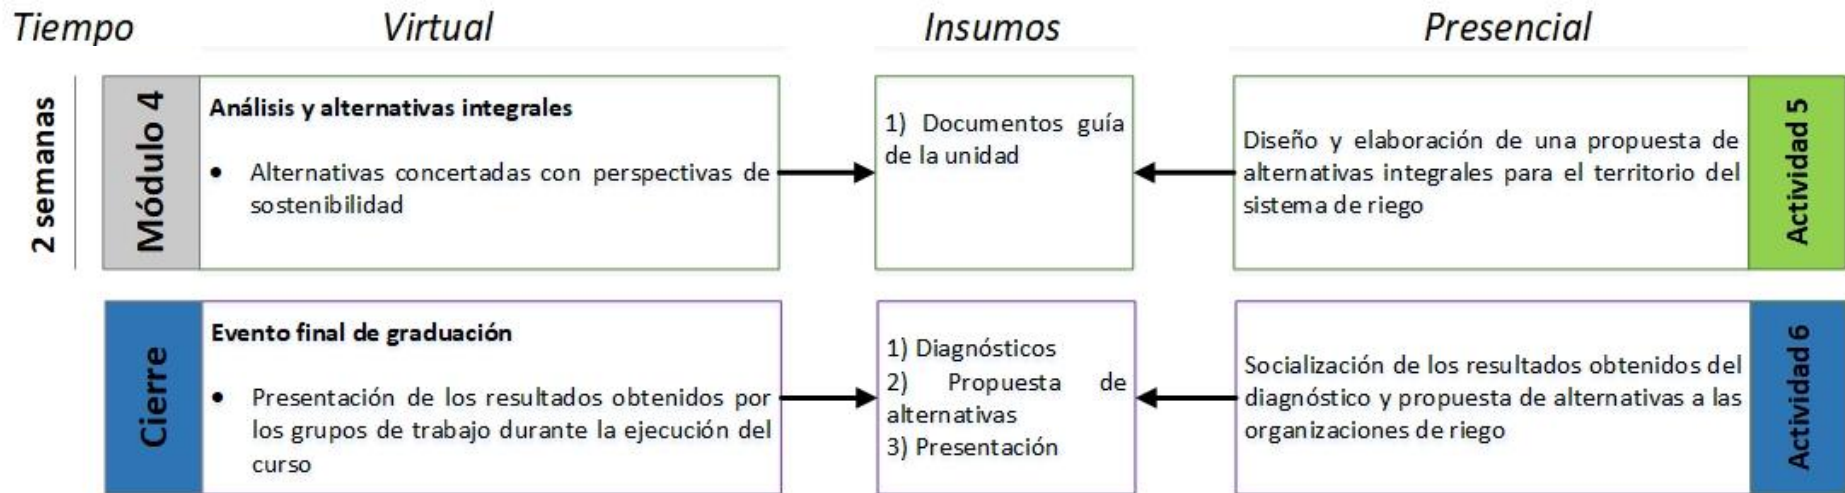 Tiempo
Virtual
Insumos
Presencial
2 semanas
Módulo 4
Análisis y alternativas integrales
• Alternativas concertadas con perspectivas de
sostenibilidad
1) Documentos guía
de la unidad
Diseño y elaboración de una propuesta de
alternativas integrales para el territorio del
sistema de riego
Actividad 5
Cierre
Evento final de graduación
• Presentación de los resultados obtenidos por
los grupos de trabajo durante la ejecución del
curso
1) Diagnósticos
2) Propuesta de
alternativas
3) Presentación
Socialización de los resultados obtenidos del
diagnóstico y propuesta de alternativas a las
organizaciones de riego
Actividad 6